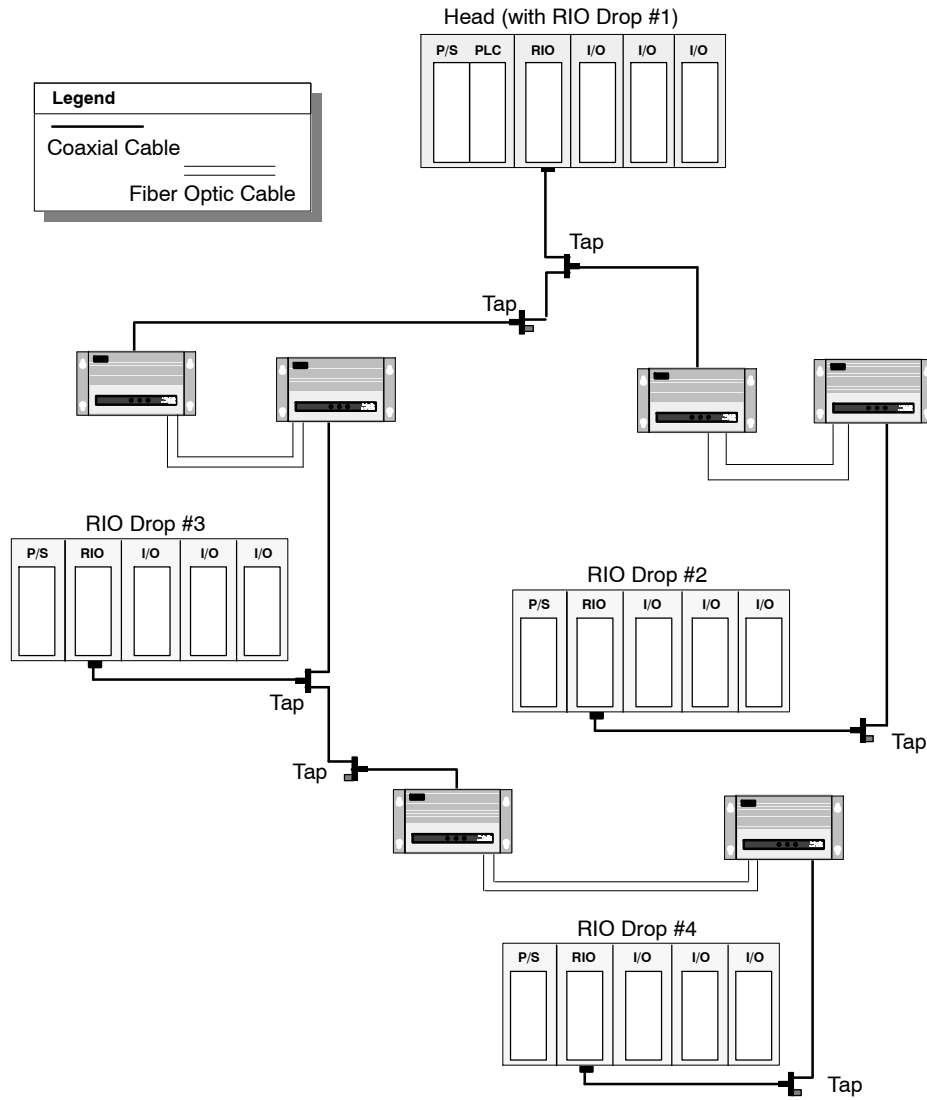 Head (with RIO Drop #1)
P/S PLC RIO I/O I/O I/O
Legend
Coaxial Cable
Fiber Optic Cable
Tap
Tap
RIO Drop #3
P/S RIO I/O I/O I/O
RIO Drop #2
P/S RIO I/O I/O I/O
Tap
Tap
Tap
RIO Drop #4
P/S RIO I/O I/O I/O
Tap